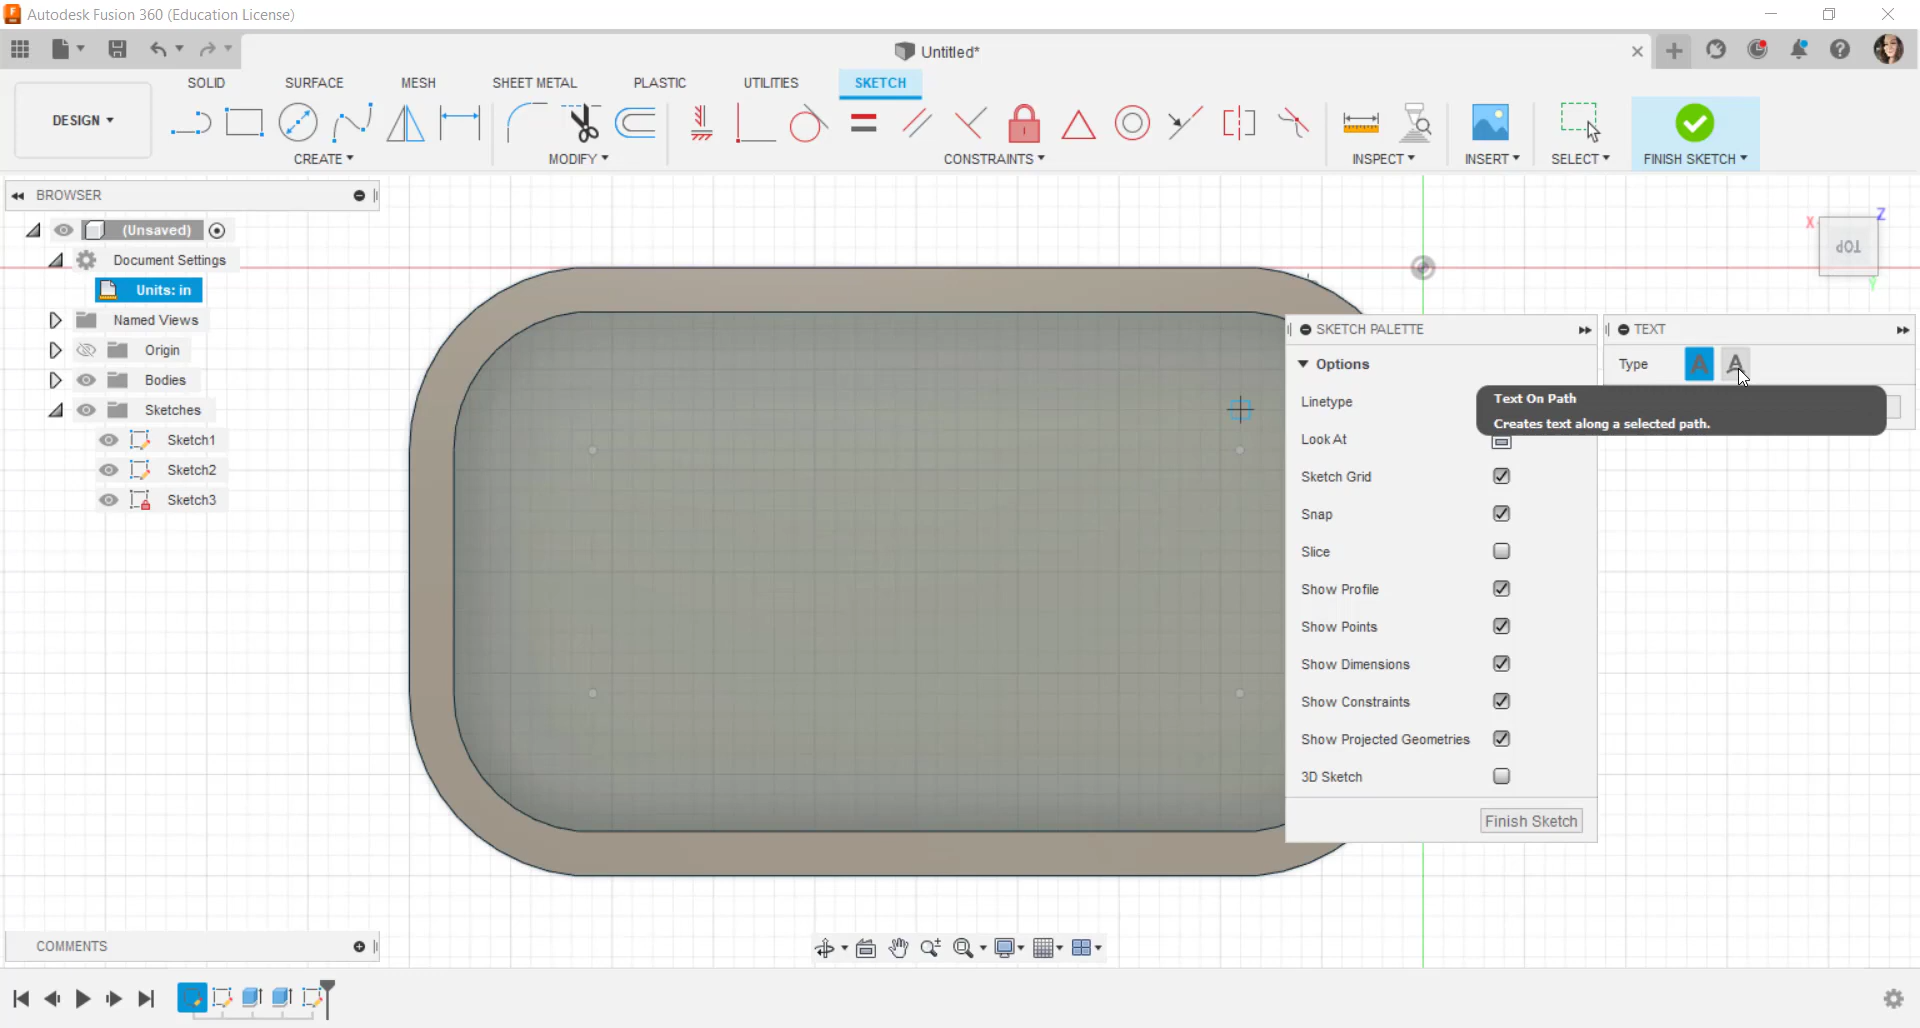 Autodesk Fusion 360 (Education License)
Untitled*
SOLID
SURFACE
MESH
SHEET METAL
PLASTIC
UTILITIES
SKETCH
DESIGN
CREATE
MODIFY
CONSTRAINTS
INSPECT
INSERT
SELECT
FINISH SKETCH
BROWSER
(Unsaved)
Document Settings
Units: in
Named Views
Origin
Bodies
Sketches
Sketch1
Sketch2
Sketch3
X
Z
TOP
Y
SKETCH PALETTE
Options
Linetype
Look At
Sketch Grid
Snap
Slice
Show Profile
Show Points
Show Dimensions
Show Constraints
Show Projected Geometries
3D Sketch
Finish Sketch
TEXT
Type
A
A
Text On Path
Creates text along a selected path.
COMMENTS